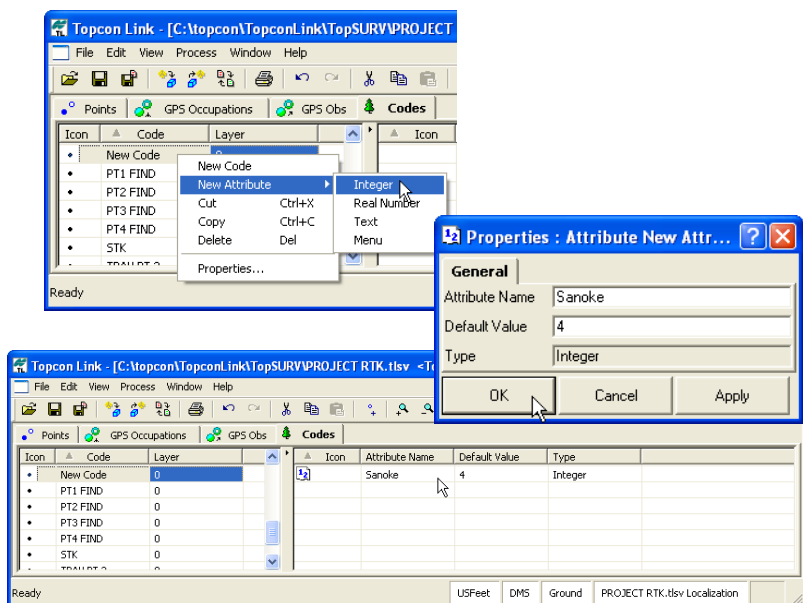 Topcon Link - [C:\topcon\TopconLink\TopSURV\PROJECT
File Edit View Process Window Help
Points GPS Occupations GPS Obs Codes
Icon Code Layer Icon
New Code 0
PT1 FIND
PT2 FIND
PT3 FIND
PT4 FIND
STK
New Code
New Attribute
Cut Ctrl+X
Copy Ctrl+C
Delete Del
Properties...
Integer
Real Number
Text
Menu
Ready
Properties : Attribute New Attr...
General
Attribute Name Sanoke
Default Value 4
Type Integer
OK Cancel Apply
Topcon Link - [C:\topcon\TopconLink\TopSURV\PROJECT RTK.tlsv
File Edit View Process Window Help
Points GPS Occupations GPS Obs Codes
Icon Code Layer Icon Attribute Name Default Value Type
New Code 0 Sanoke 4 Integer
PT1 FIND 0
PT2 FIND 0
PT3 FIND 0
PT4 FIND 0
STK 0
Ready USFeet DMS Ground PROJECT RTK.tlsv Localization